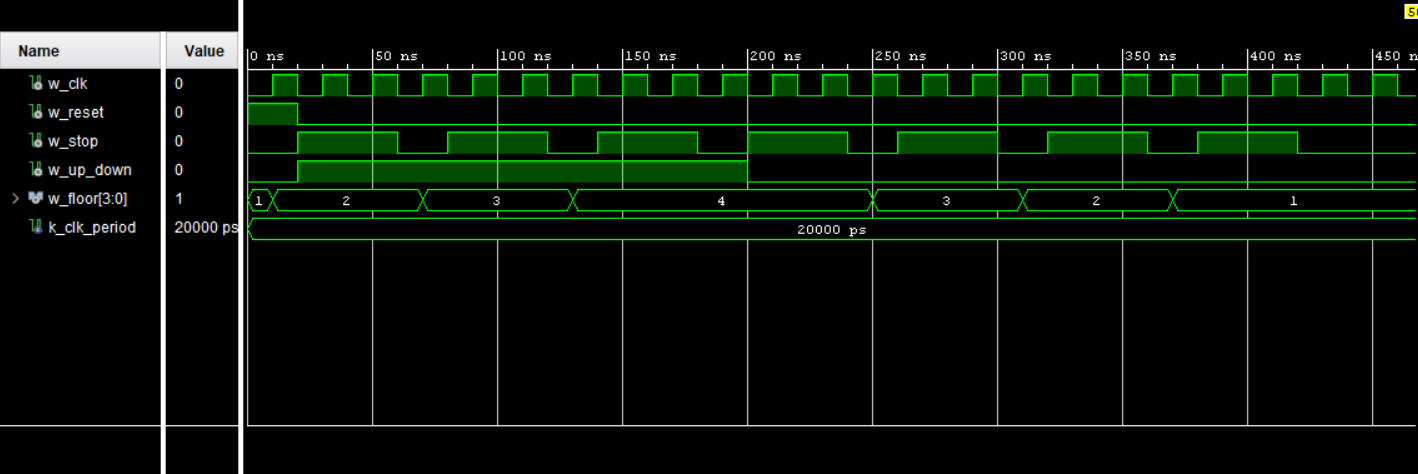 5
Name Value
0 ns 50 ns 100 ns 150 ns 200 ns 250 ns 300 ns 350 ns 400 ns 450 n
w_clk 0
w_reset 0
w_stop 0
w_up_down 0
w_floor[3:0] 1 1 2 3 4 3 2 1
k_clk_period 20000 ps 20000 ps